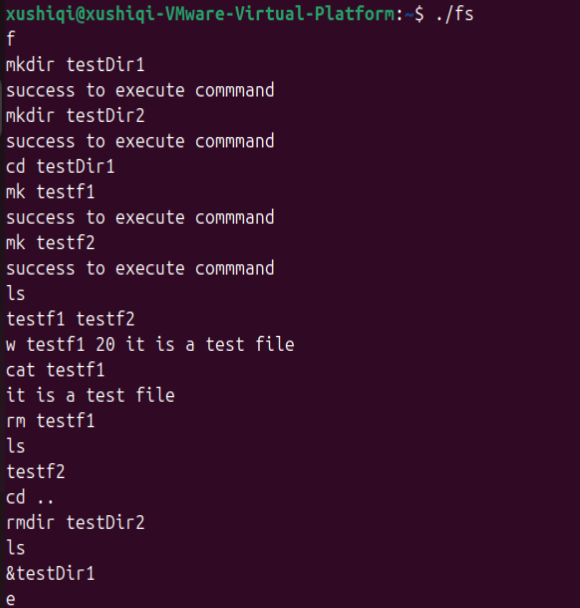 xushiqi@xushiqi-VMware-Virtual-Platform:~$ ./fs
f
mkdir testDir1
success to execute commmand
mkdir testDir2
success to execute commmand
cd testDir1
mk testf1
success to execute commmand
mk testf2
success to execute commmand
ls
testf1 testf2
w testf1 20 it is a test file
cat testf1
it is a test file
rm testf1
ls
testf2
cd ..
rmdir testDir2
ls
&testDir1
e